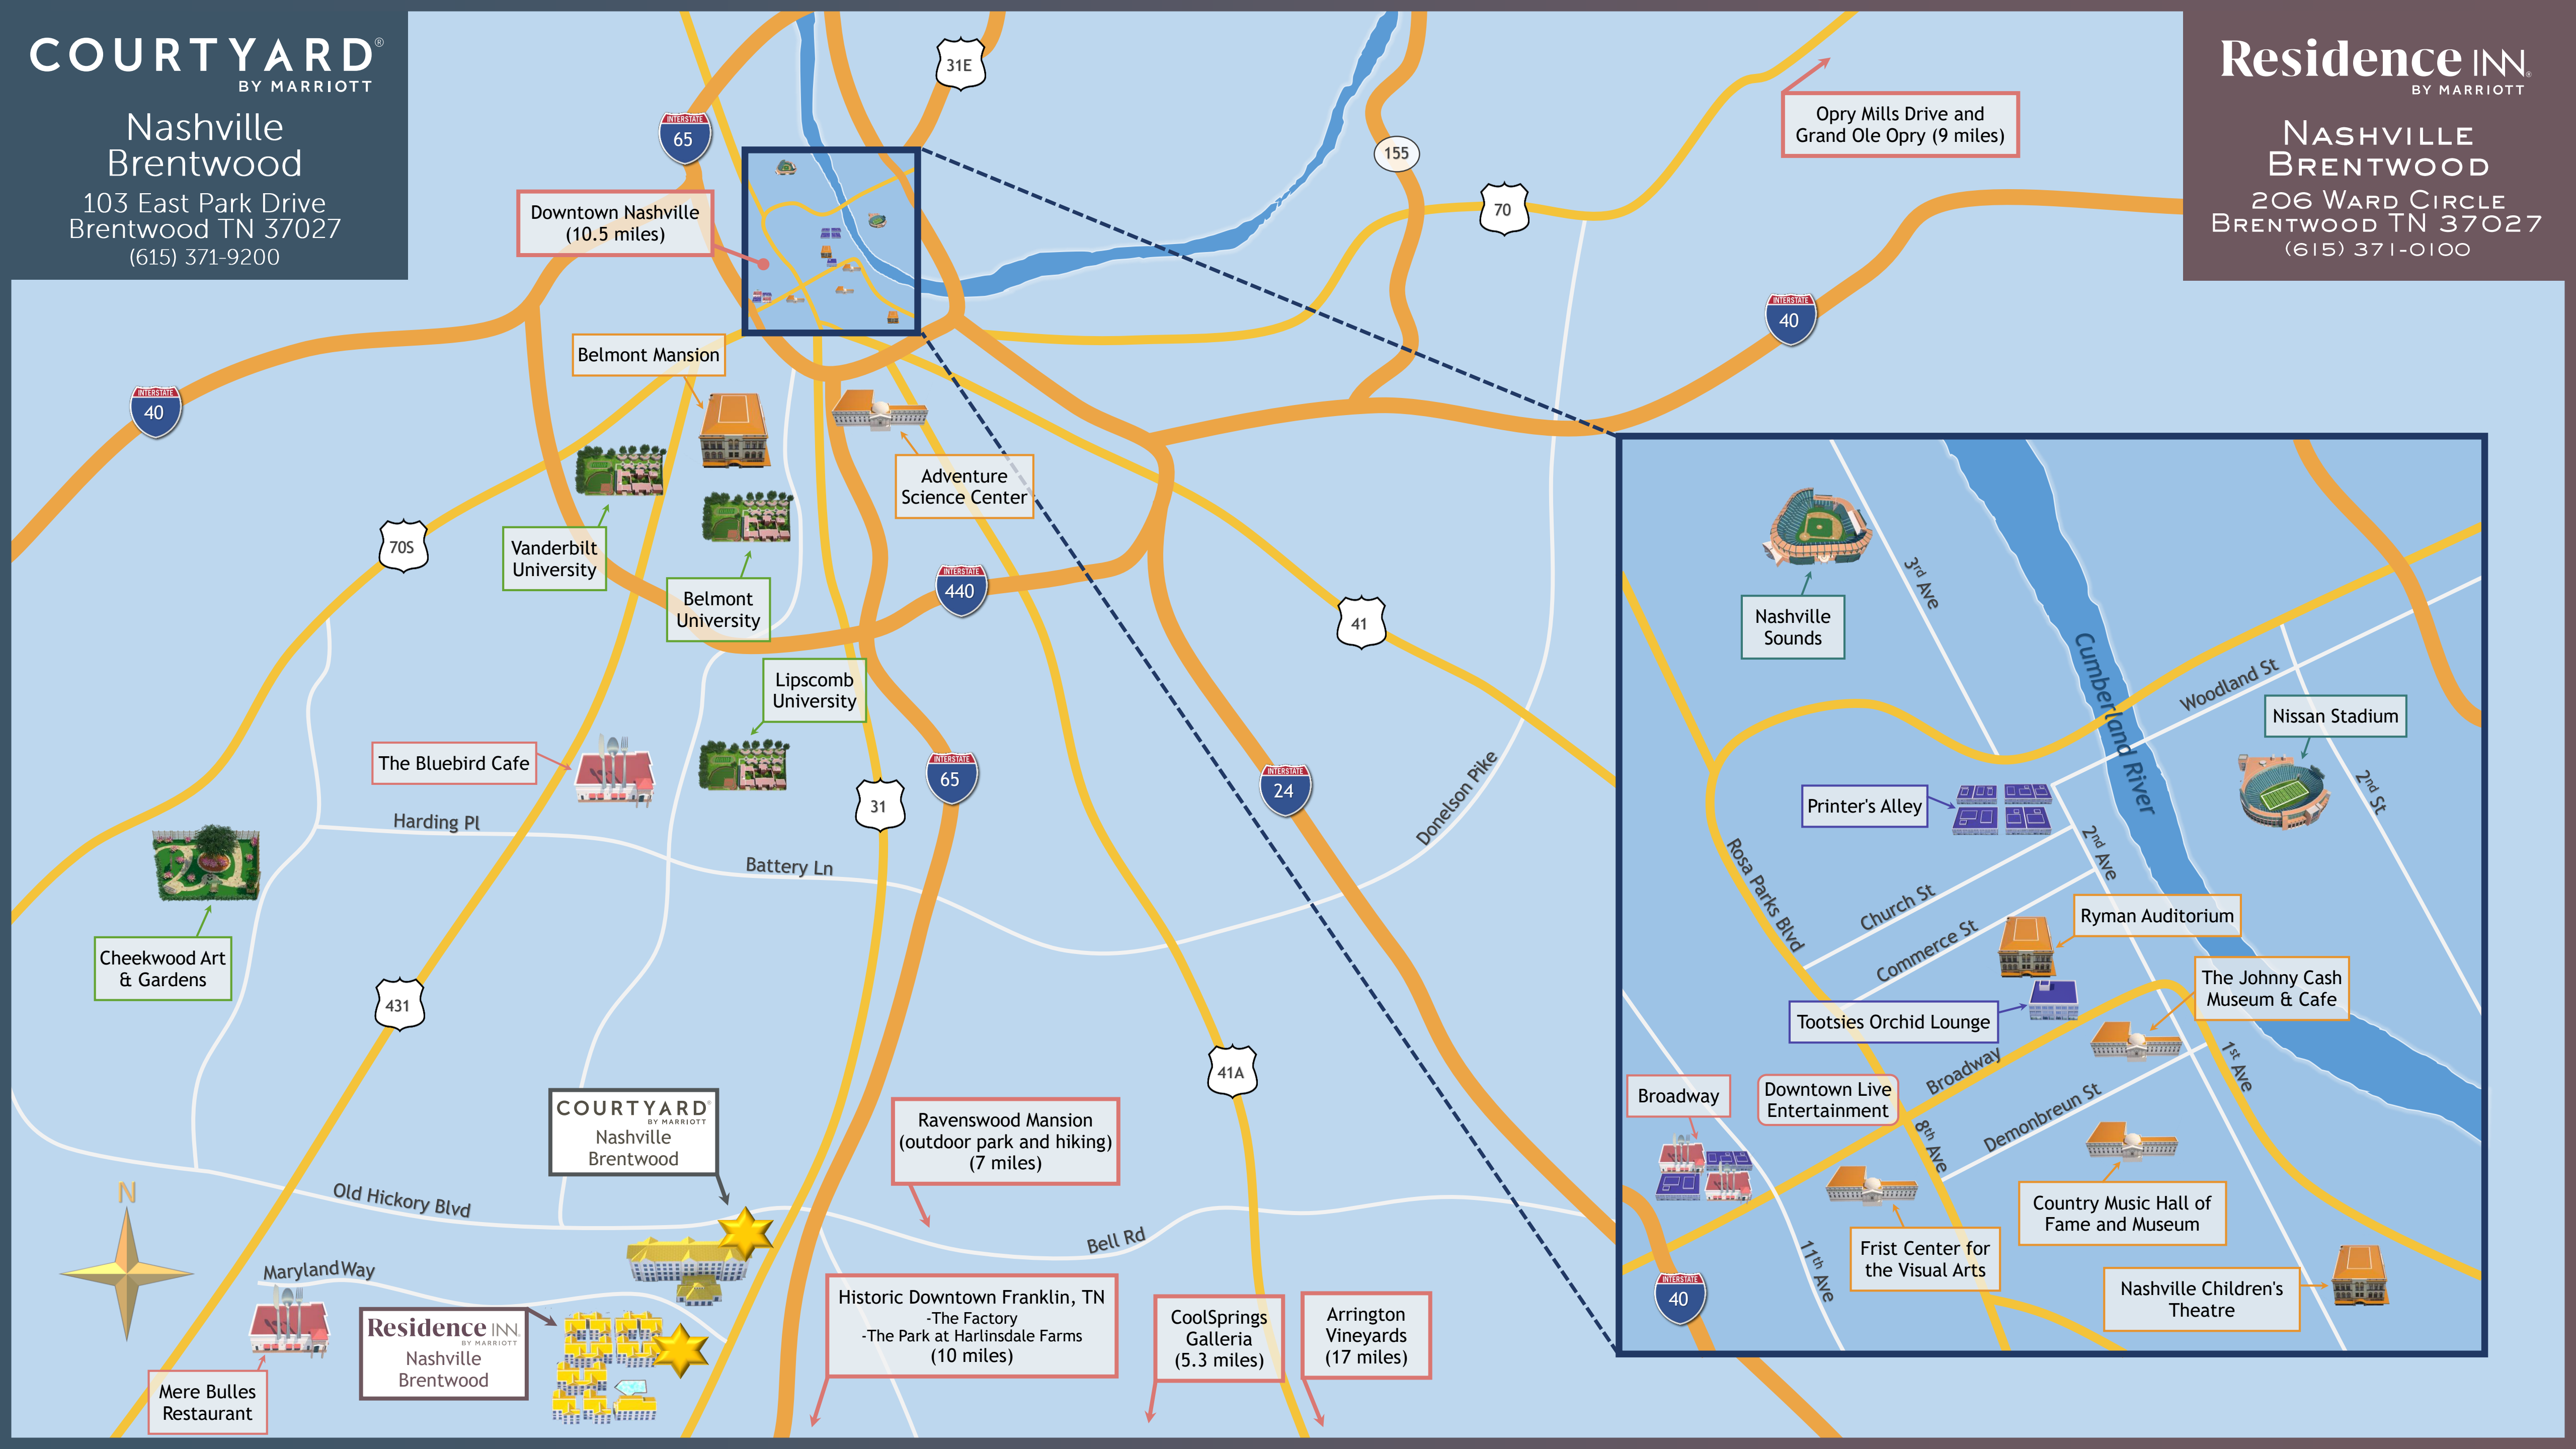 COURTYARD®
BY MARRIOTT
Nashville
Brentwood
103 East Park Drive
Brentwood TN 37027
(615) 371-9200
Residence INN®
BY MARRIOTT
NASHVILLE
BRENTWOOD
206 WARD CIRCLE
BRENTWOOD TN 37027
(615) 371-0100
31E
INTERSTATE
65
155
70
Opry Mills Drive and
Grand Ole Opry (9 miles)
Downtown Nashville
(10.5 miles)
INTERSTATE
40
INTERSTATE
40
Belmont Mansion
Adventure
Science Center
70S
Vanderbilt
University
Belmont
University
INTERSTATE
440
41
Lipscomb
University
The Bluebird Cafe
31
INTERSTATE
65
INTERSTATE
24
Donelson Pike
Harding Pl
Battery Ln
Cheekwood Art
& Gardens
431
41A
COURTYARD®
BY MARRIOTT
Nashville
Brentwood
Ravenswood Mansion
(outdoor park and hiking)
(7 miles)
N
Old Hickory Blvd
Bell Rd
Maryland Way
Residence INN®
BY MARRIOTT
Nashville
Brentwood
Mere Bulles
Restaurant
Historic Downtown Franklin, TN
-The Factory
-The Park at Harlinsdale Farms
(10 miles)
CoolSprings
Galleria
(5.3 miles)
Arrington
Vineyards
(17 miles)
Nashville
Sounds
3rd Ave
Cumberland River
Woodland St
Nissan Stadium
2nd St
Printer's Alley
2nd Ave
Rosa Parks Blvd
Church St
Commerce St
Ryman Auditorium
The Johnny Cash
Museum & Cafe
Tootsies Orchid Lounge
Broadway
1st Ave
Broadway
Downtown Live
Entertainment
Demonbreun St
8th Ave
Country Music Hall of
Fame and Museum
Frist Center for
the Visual Arts
11th Ave
Nashville Children's
Theatre
INTERSTATE
40